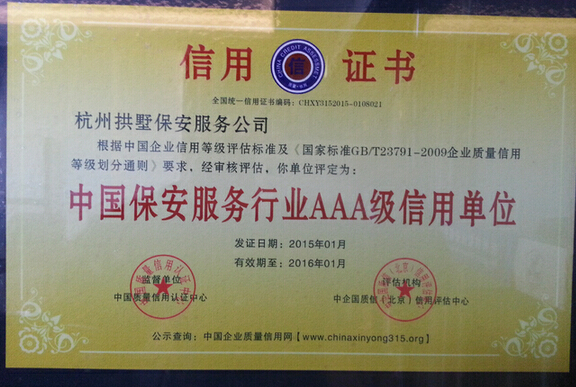 信用证书
CHINA CREDIT ASSESSMENT
信
全国统一信用证书编码：CHXY3152015-0108021
杭州拱墅保安服务公司
根据中国企业信用等级评估标准及《国家标准GB/T23791-2009企业质量信用
等级划分通则》要求，经审核评估，你单位评定为：
中国保安服务行业AAA级信用单位
发证日期：2015年01月
有效期至：2016年01月
监督单位
中国质量信用认证中心
评估机构
中企国质信（北京）信用评估中心
公示查询：中国企业质量信用网【www.chinaxinyong315.org】